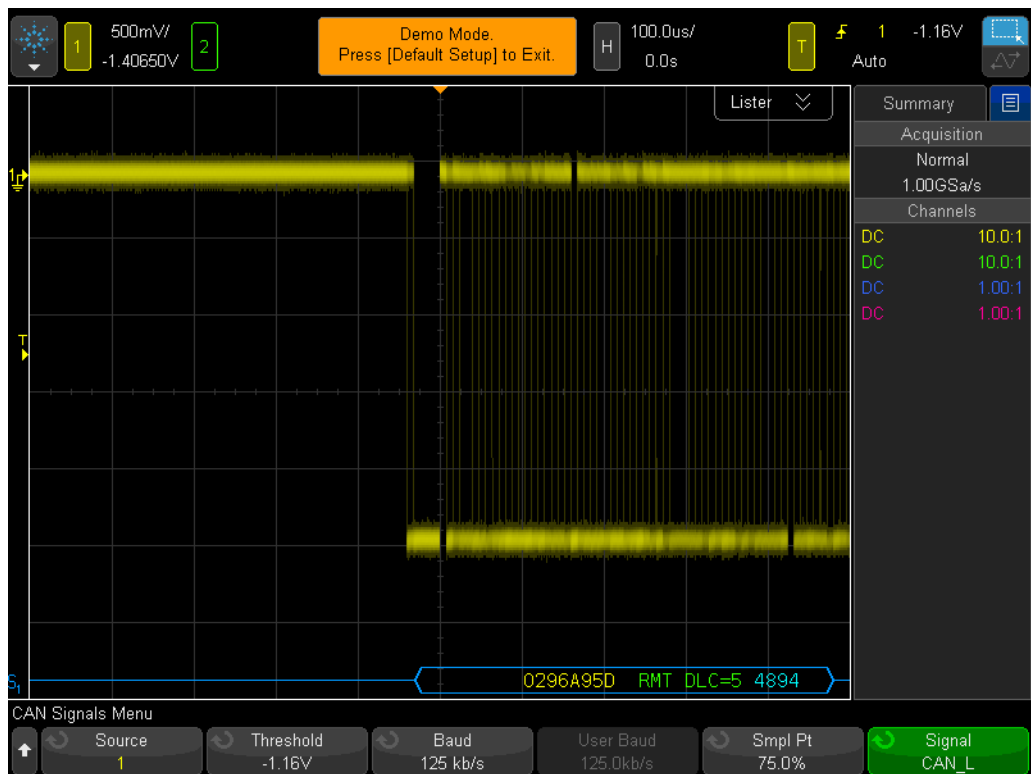 1 500mV/ -1.40650V 2
Demo Mode.
Press [Default Setup] to Exit.
H 100.0us/ 0.0s
T 1 -1.16V
Auto
Lister
Summary
Acquisition
Normal
1.00GSa/s
Channels
DC 10.0:1
DC 10.0:1
DC 1.00:1
DC 1.00:1
1
T
S1 0296A95D RMT DLC=5 4894
CAN Signals Menu
Source
1
Threshold
-1.16V
Baud
125 kb/s
User Baud
125.0kb/s
Smpl Pt
75.0%
Signal
CAN_L